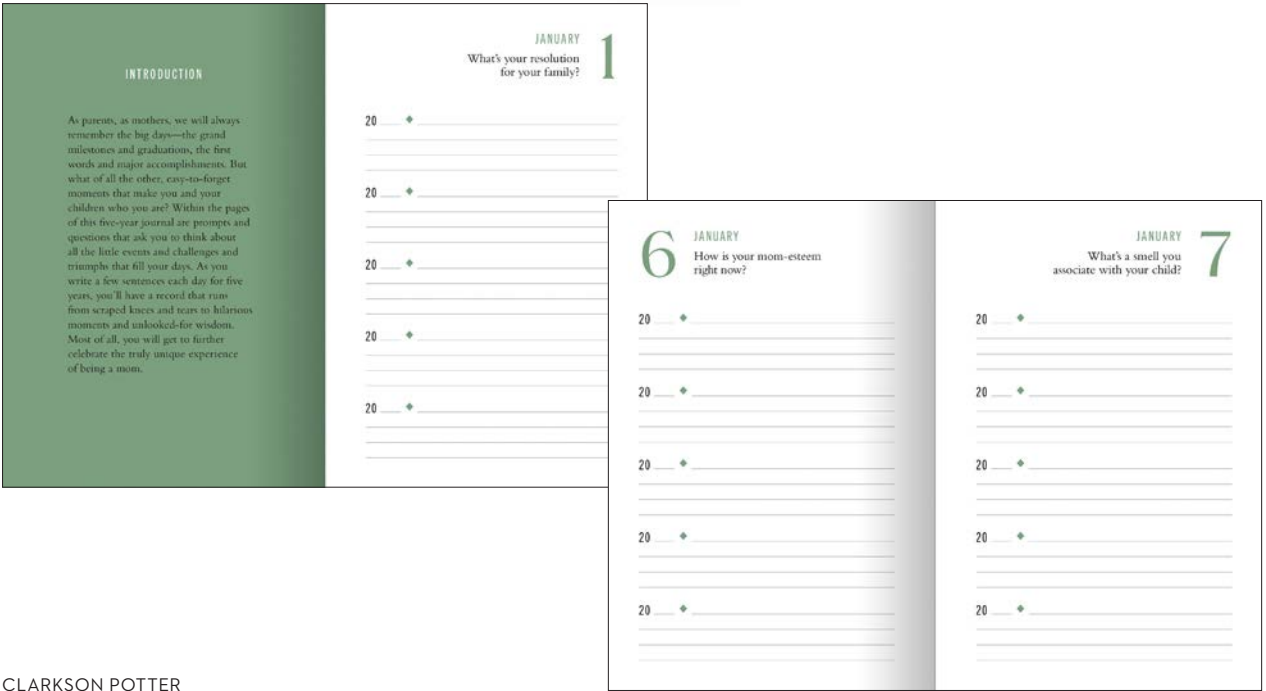 INTRODUCTION
As parents, as mothers, we will always
remember the big days—the grand
milestones and graduations, the first
words and major accomplishments. But
what of all the other, easy-to-forget
moments that make you and your
children who you are? Within the pages
of this five-year journal are prompts and
questions that ask you to think about
all the little events and challenges and
triumphs that fill your days. As you
write a few sentences each day for five
years, you'll have a record that runs
from scraped knees and tears to hilarious
moments and unlooked-for wisdom.
Most of all, you will get to further
celebrate the truly unique experience
of being a mom.
JANUARY 1
What's your resolution
for your family?
20
20
20
20
20
6 JANUARY
How is your mom-esteem
right now?
20
20
20
20
20
JANUARY 7
What's a smell you
associate with your child?
20
20
20
20
20
CLARKSON POTTER